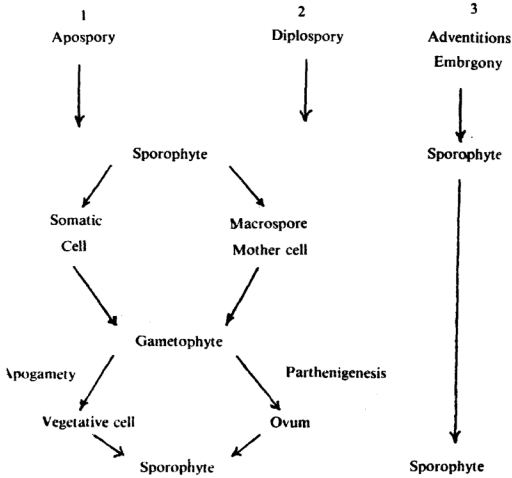 1
Apospory
2
Diplospory
3
Adventitions
Embrgony
Sporophyte
Sporophyte
Somatic
Cell
Macrospore
Mother cell
Gametophyte
Apogamety
Parthenigenesis
Vegetative cell
Ovum
Sporophyte
Sporophyte